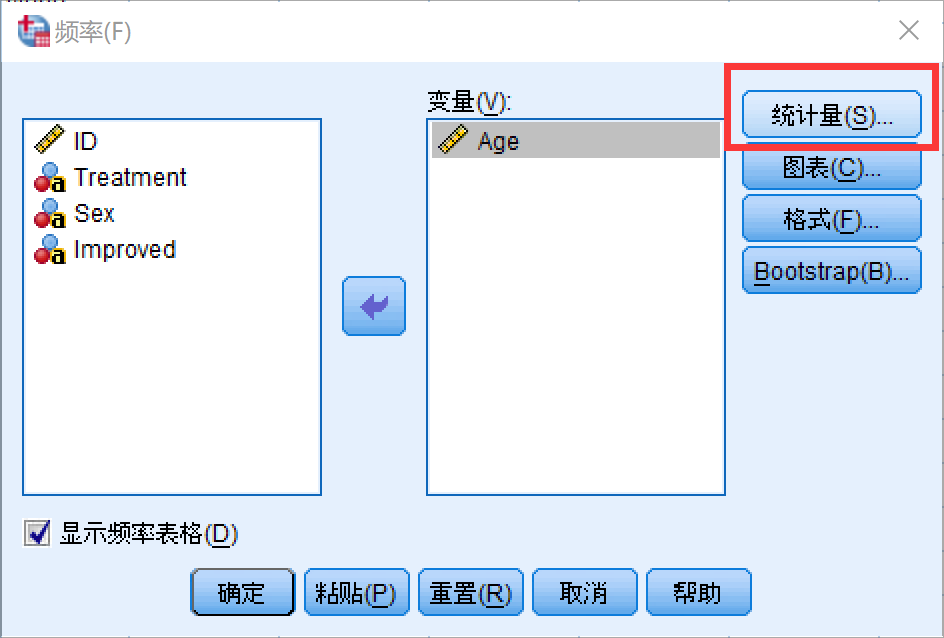 频率(F)
变量(V):
ID
Treatment
Sex
Improved
Age
统计量(S)...
图表(C)...
格式(F)...
Bootstrap(B)...
显示频率表格(D)
确定
粘贴(P)
重置(R)
取消
帮助